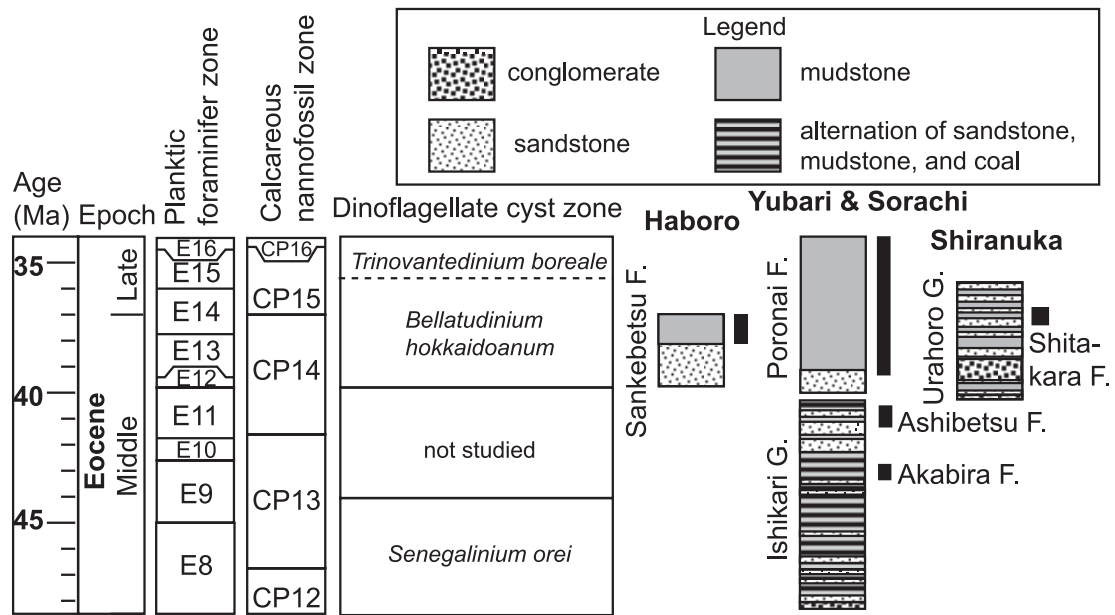 Legend
conglomerate
mudstone
sandstone
alternation of sandstone,
mudstone, and coal
Age
(Ma)
Epoch
Planktic
foraminifer zone
Calcareous
nannofossil zone
Dinoflagellate cyst zone
Haboro
Yubari & Sorachi
Shiranuka
35
40
45
Eocene
Late
Middle
E16
E15
E14
E13
E12
E11
E10
E9
E8
CP16
CP15
CP14
CP13
CP12
Trinovantedinium boreale
Bellatudinium
hokkaidoanum
not studied
Senegalinium orei
Sankebetsu F.
Poronai F.
Ishikari G.
Ashibetsu F.
Akabira F.
Urahoro G.
Shita-
kara F.